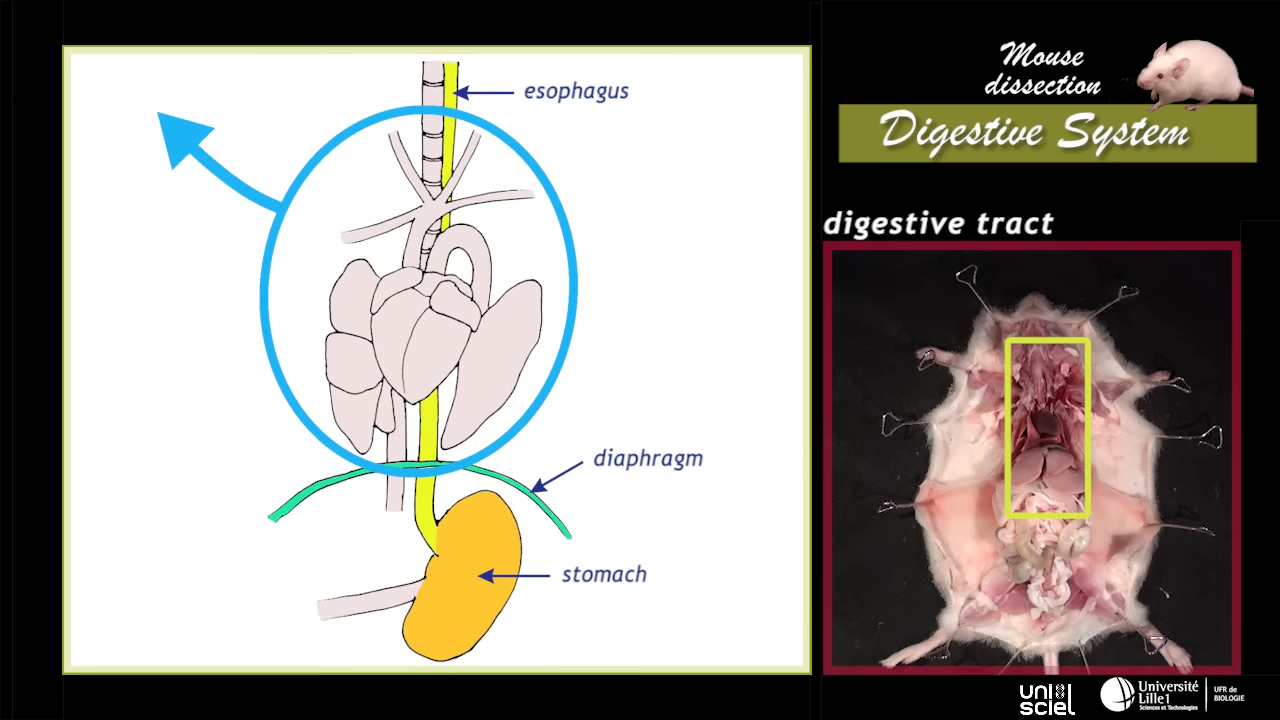 esophagus
diaphragm
stomach
Mouse
dissection
Digestive System
digestive tract
uni
sciel
Université
Lille1
Sciences et Technologies
UFR de
BIOLOGIE